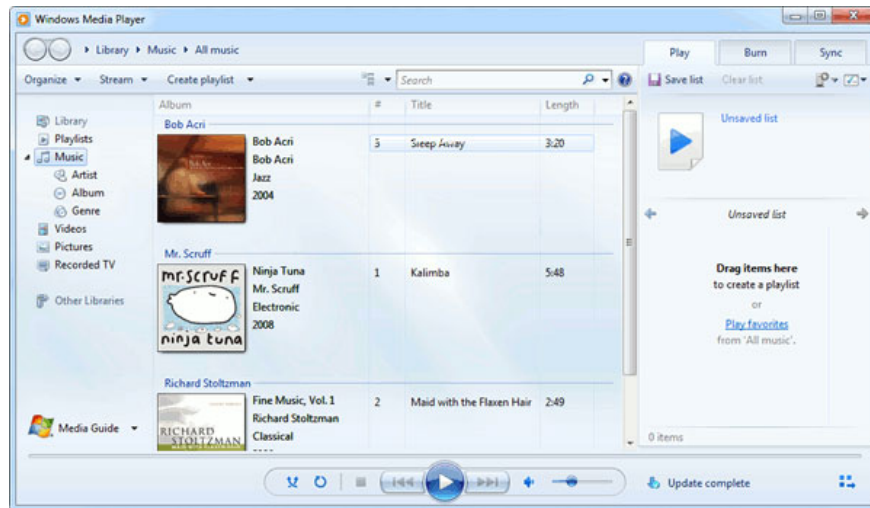 Windows Media Player
Library Music All music
Play Burn Sync
Organize Stream Create playlist Search
Save list Clear list
Album # Title Length
Library
Playlists
Music
Artist
Album
Genre
Videos
Pictures
Recorded TV
Other Libraries
Media Guide
Bob Acri
Bob Acri 5 Sleep Away 3:20
Bob Acri
Jazz
2004
Mr. Scruff
mr.scruff
ninja tuna
Ninja Tuna 1 Kalimba 5:48
Mr. Scruff
Electronic
2008
Richard Stoltzman
RICHARD
STOLTZMAN
Fine Music, Vol. 1 2 Maid with the Flaxen Hair 2:49
Richard Stoltzman
Classical
Unsaved list
Unsaved list
Drag items here
to create a playlist
or
Play favorites
from 'All music'.
0 items
Update complete